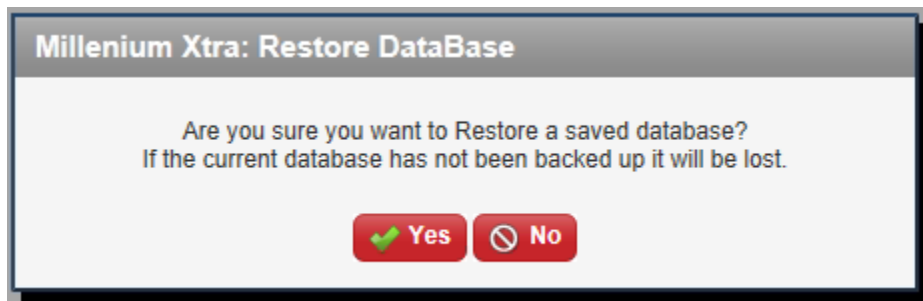 Millenium Xtra: Restore DataBase
Are you sure you want to Restore a saved database?
If the current database has not been backed up it will be lost.
Yes No